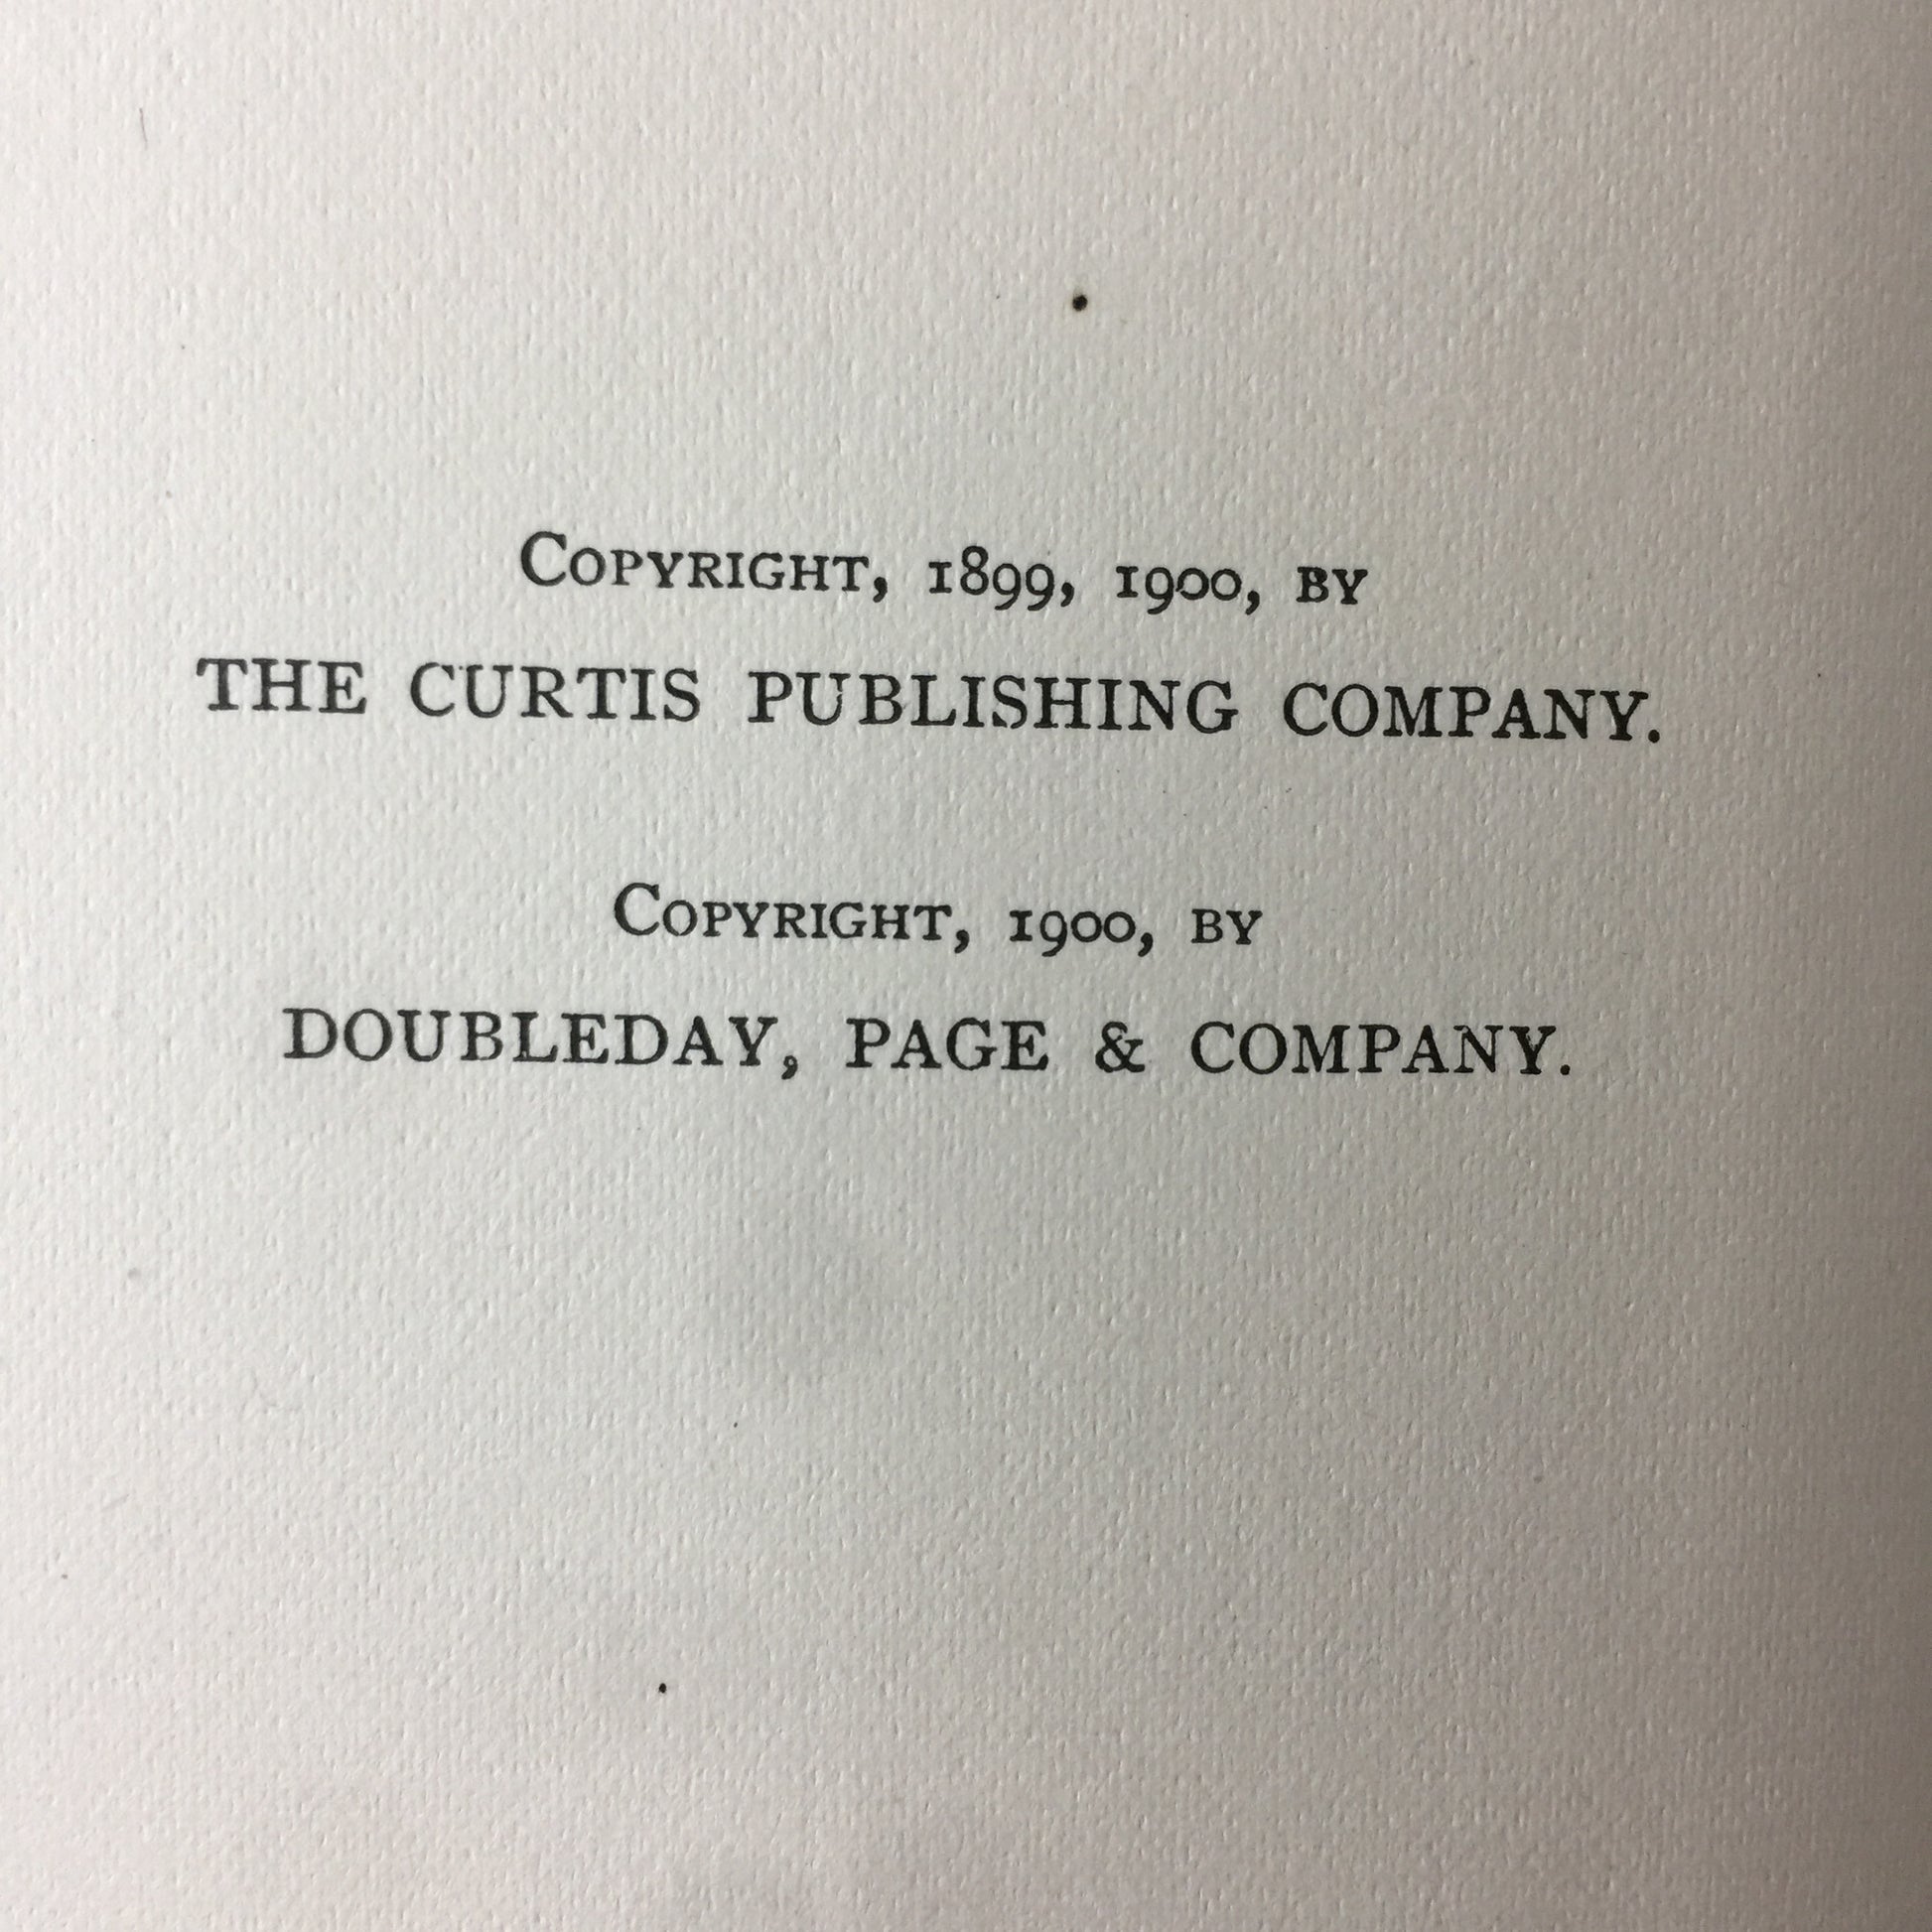 Copyright, 1899, 1900, by
THE CURTIS PUBLISHING COMPANY.
Copyright, 1900, by
DOUBLEDAY, PAGE & COMPANY.